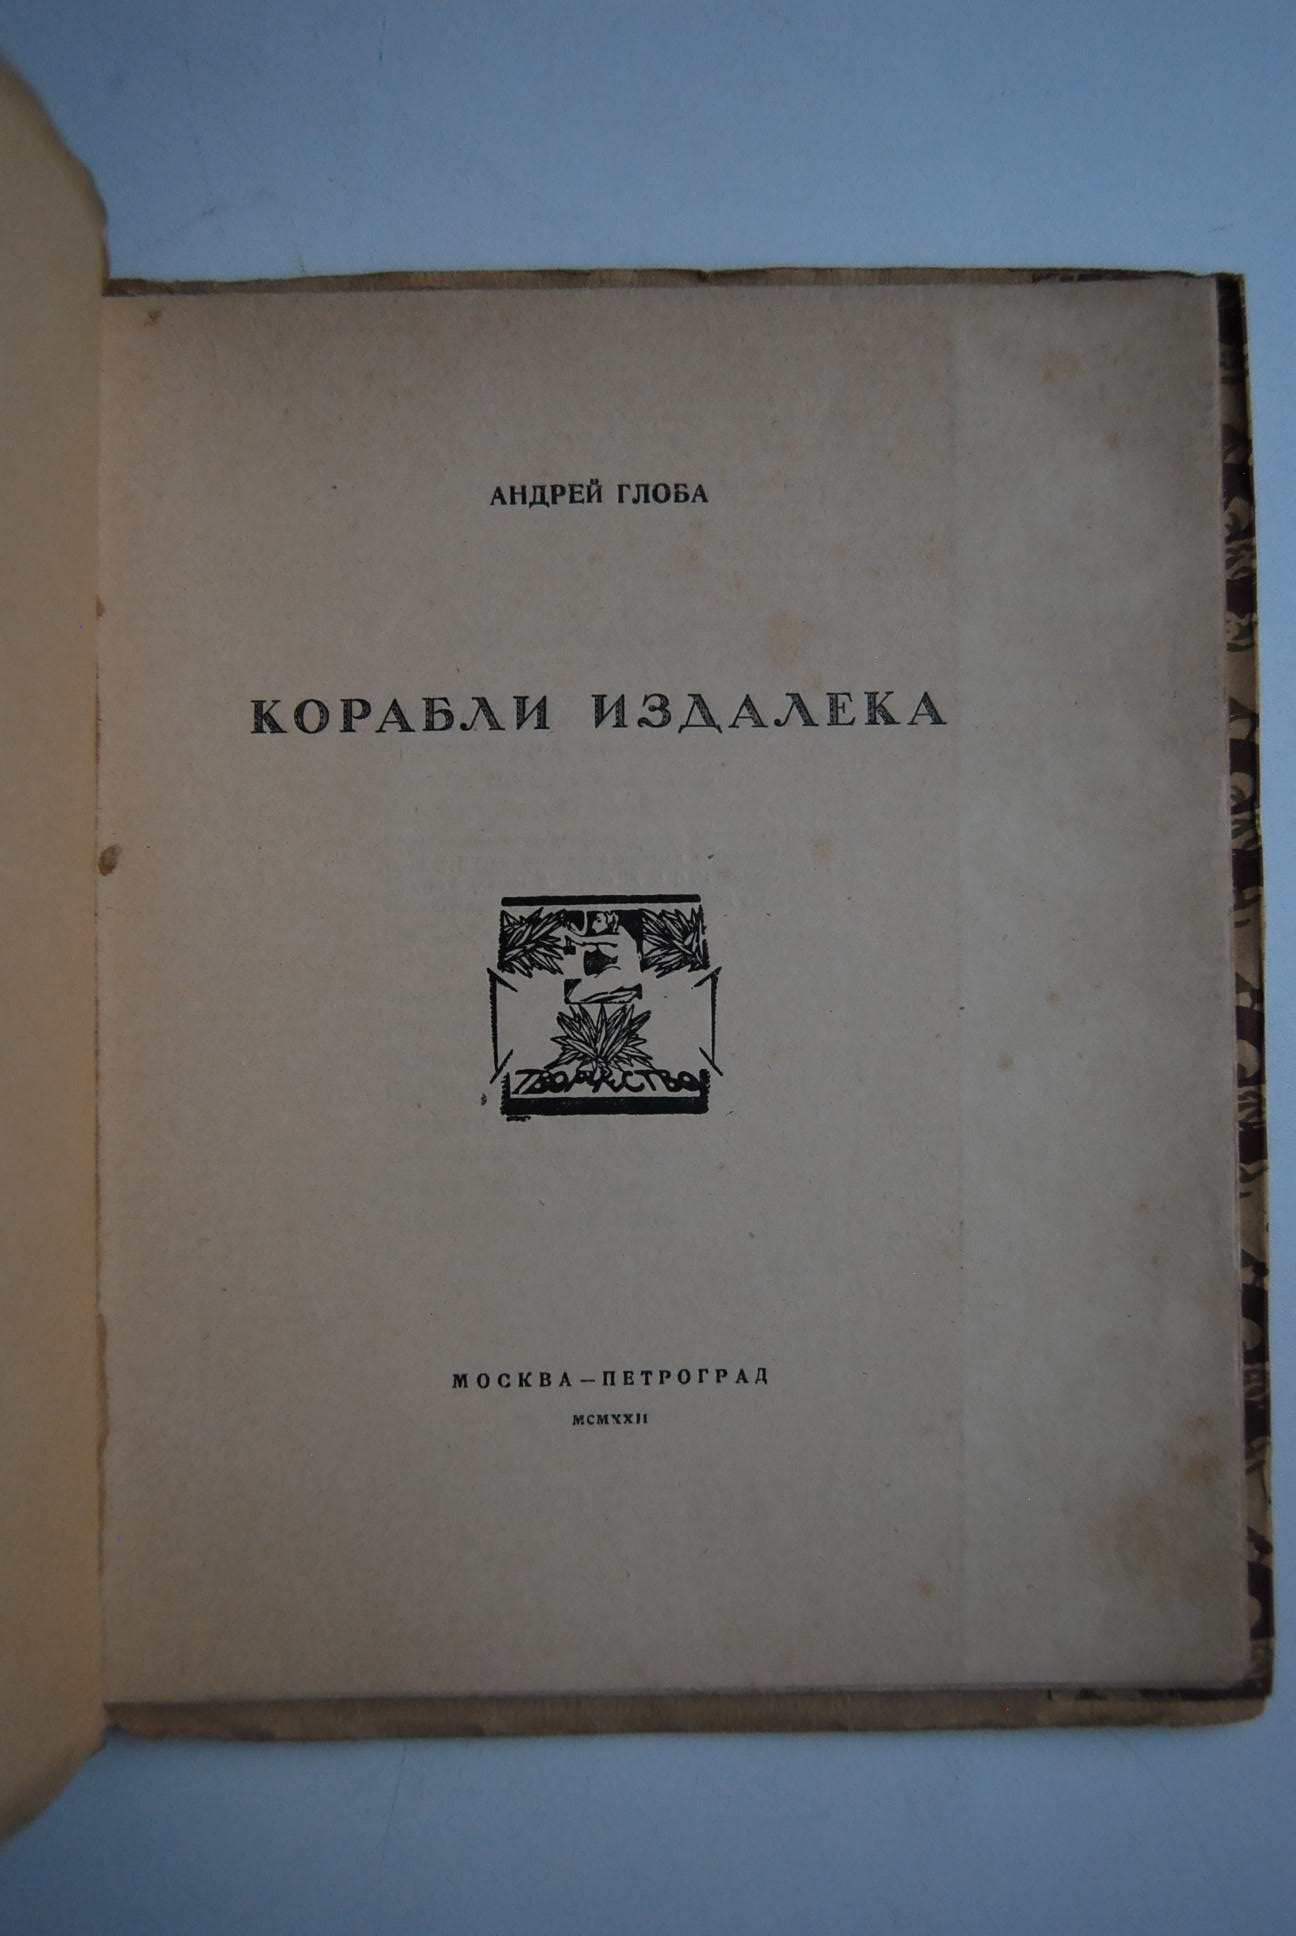 АНДРЕЙ ГЛОБА
КОРАБЛИ ИЗДАЛЕКА
ТВОРЧЕСТВО
МОСКВА — ПЕТРОГРАД
MCMXXII